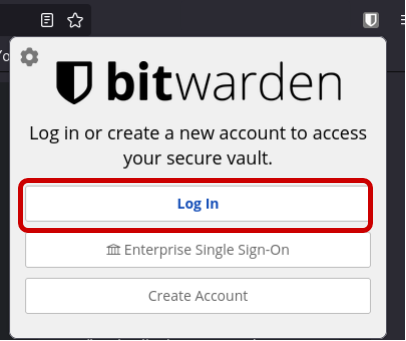 bitwarden
Log in or create a new account to access
your secure vault.
Log In
Enterprise Single Sign-On
Create Account